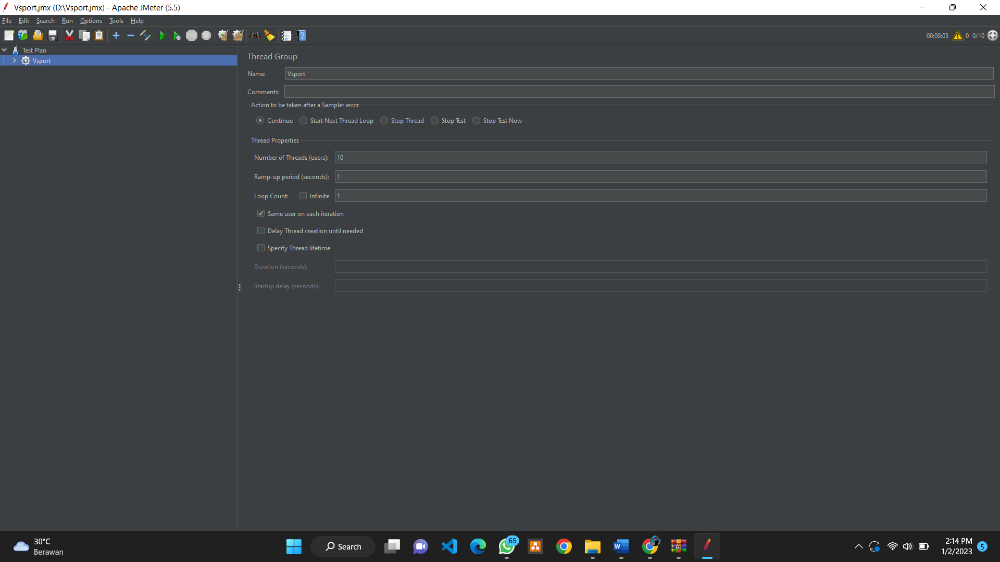 Vsport.jmx (D:\Vsport.jmx) - Apache JMeter (5.5)
File Edit Search Run Options Tools Help
00:00:03 0 0/10
Test Plan
Vsport
Thread Group
Name: Vsport
Comments:
Action to be taken after a Sampler error
Continue Start Next Thread Loop Stop Thread Stop Test Stop Test Now
Thread Properties
Number of Threads (users): 10
Ramp-up period (seconds): 1
Loop Count: Infinite 1
Same user on each iteration
Delay Thread creation until needed
Specify Thread lifetime
Duration (seconds):
Startup delay (seconds):
30°C
Berawan
Search
65
2:14 PM
1/2/2023
5